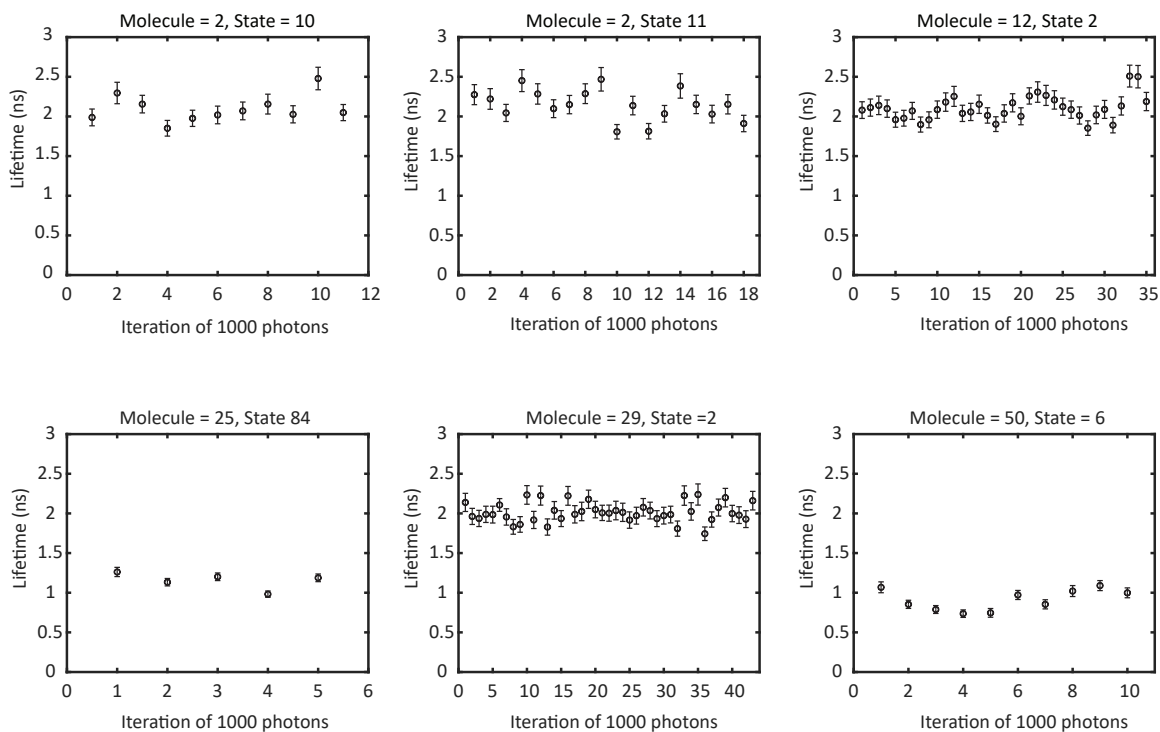 Molecule = 2, State = 10
Molecule = 2, State 11
Molecule = 12, State 2
Lifetime (ns)
3
2.5
2
1.5
1
0.5
0
0 2 4 6 8 10 12
Iteration of 1000 photons
Lifetime (ns)
3
2.5
2
1.5
1
0.5
0
0 2 4 6 8 10 12 14 16 18
Iteration of 1000 photons
Lifetime (ns)
3
2.5
2
1.5
1
0.5
0
0 5 10 15 20 25 30 35
Iteration of 1000 photons
Molecule = 25, State 84
Molecule = 29, State =2
Molecule = 50, State = 6
Lifetime (ns)
3
2.5
2
1.5
1
0.5
0
0 1 2 3 4 5 6
Iteration of 1000 photons
Lifetime (ns)
3
2.5
2
1.5
1
0.5
0
0 5 10 15 20 25 30 35 40
Iteration of 1000 photons
Lifetime (ns)
3
2.5
2
1.5
1
0.5
0
0 2 4 6 8 10
Iteration of 1000 photons